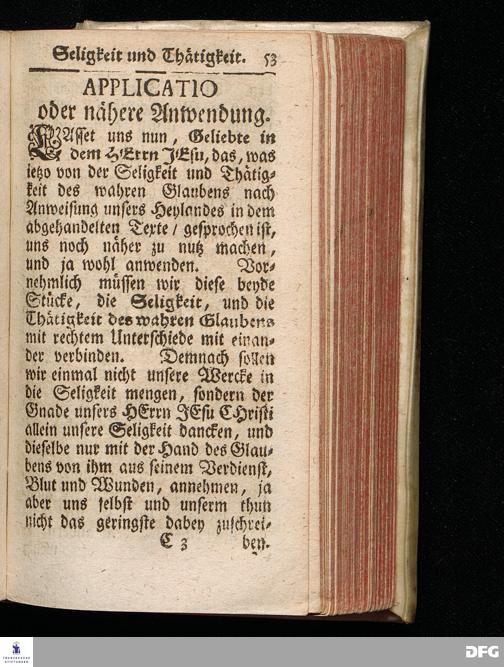 Seligkeit und Thätigkeit. 53
APPLICATIO
oder nähere Anwendung.
LAsset uns nun, Geliebte in
dem HErrn JEsu, das, was
ietzo von der Seligkeit und Thätig-
keit des wahren Glaubens nach
Anweisung unsers Heylandes in dem
abgehandelten Texte / gesprochen ist,
uns noch näher zu nutz machen,
und ja wohl anwenden. Vor-
nehmlich müssen wir diese beyde
Stücke, die Seligkeit, und die
Thätigkeit des wahren Glaubens
mit rechtem Unterschiede mit einan-
der verbinden. Demnach sollen
wir einmal nicht unsere Wercke in
die Seligkeit mengen, sondern der
Gnade unsers HErrn JESu CHristi
allein unsere Seligkeit dancken, und
dieselbe nur mit der Hand des Glau-
bens von ihm aus seinem Verdienst,
Blut und Wunden, annehmen, ja
aber uns selbst und unserm thun
nicht das geringste dabey zuschrei-
C 3 ben.
FRANCKESCHE
STIFTUNGEN
DFG